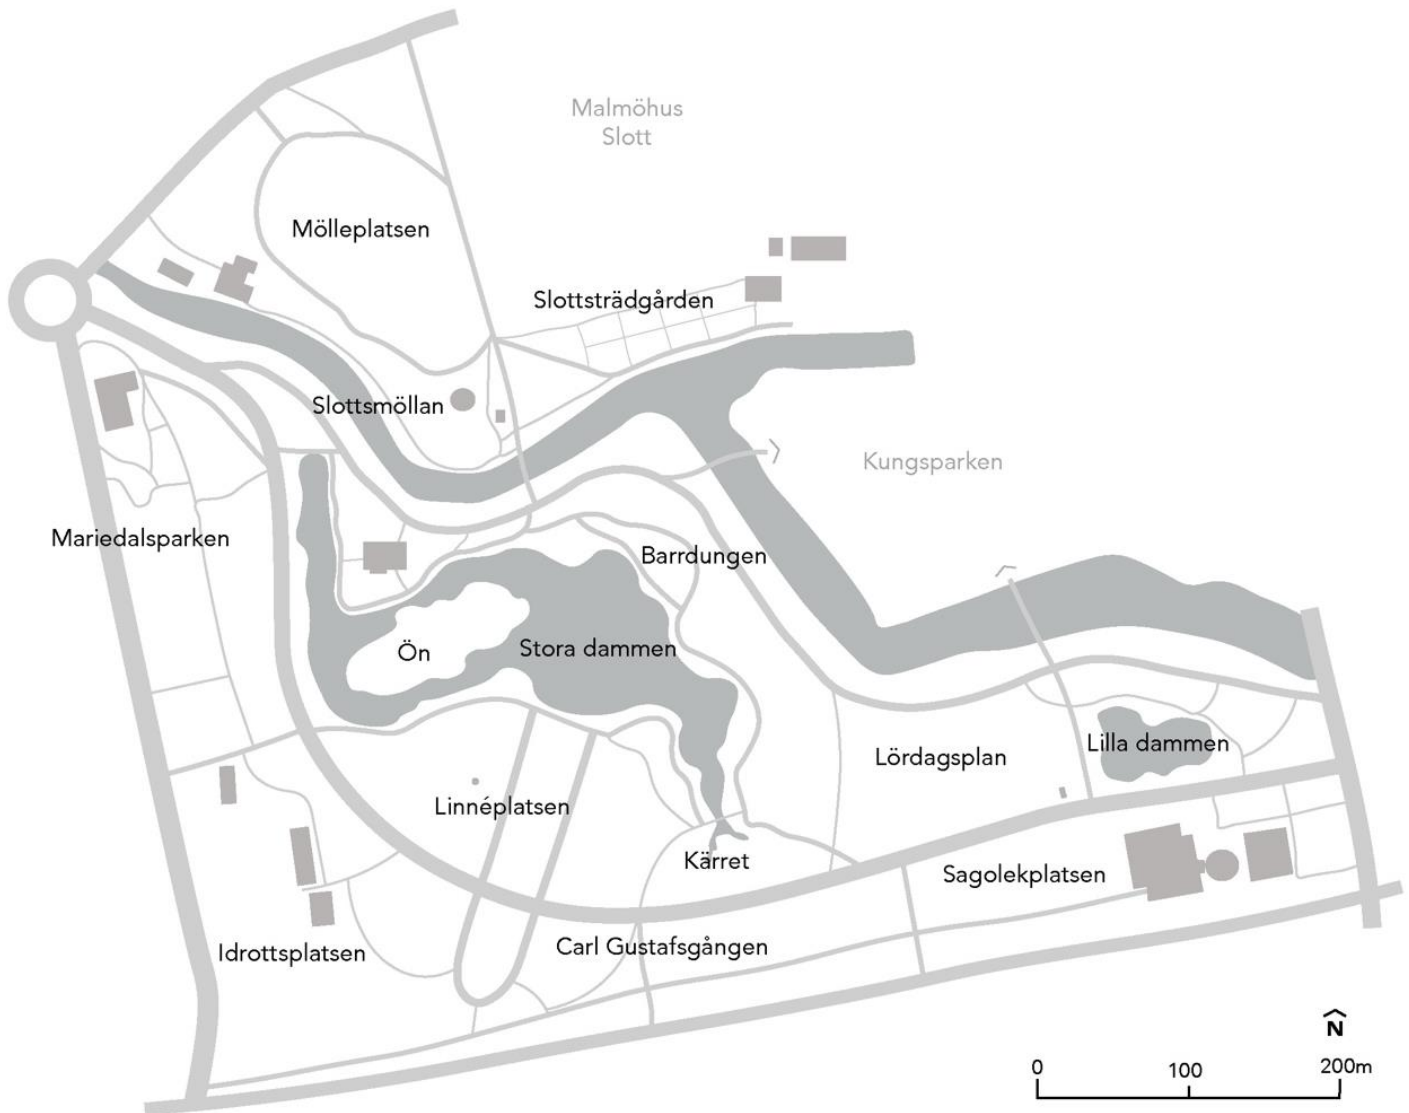 Malmöhus
Slott
Mölleplatsen
Slottsträdgården
Slottsmöllan
Kungsparken
Mariedalsparken
Barrdungen
Ön
Stora dammen
Lördagsplan
Lilla dammen
Linnéplatsen
Kärret
Sagolekplatsen
Idrottsplatsen
Carl Gustafsgången
N
0 100 200m